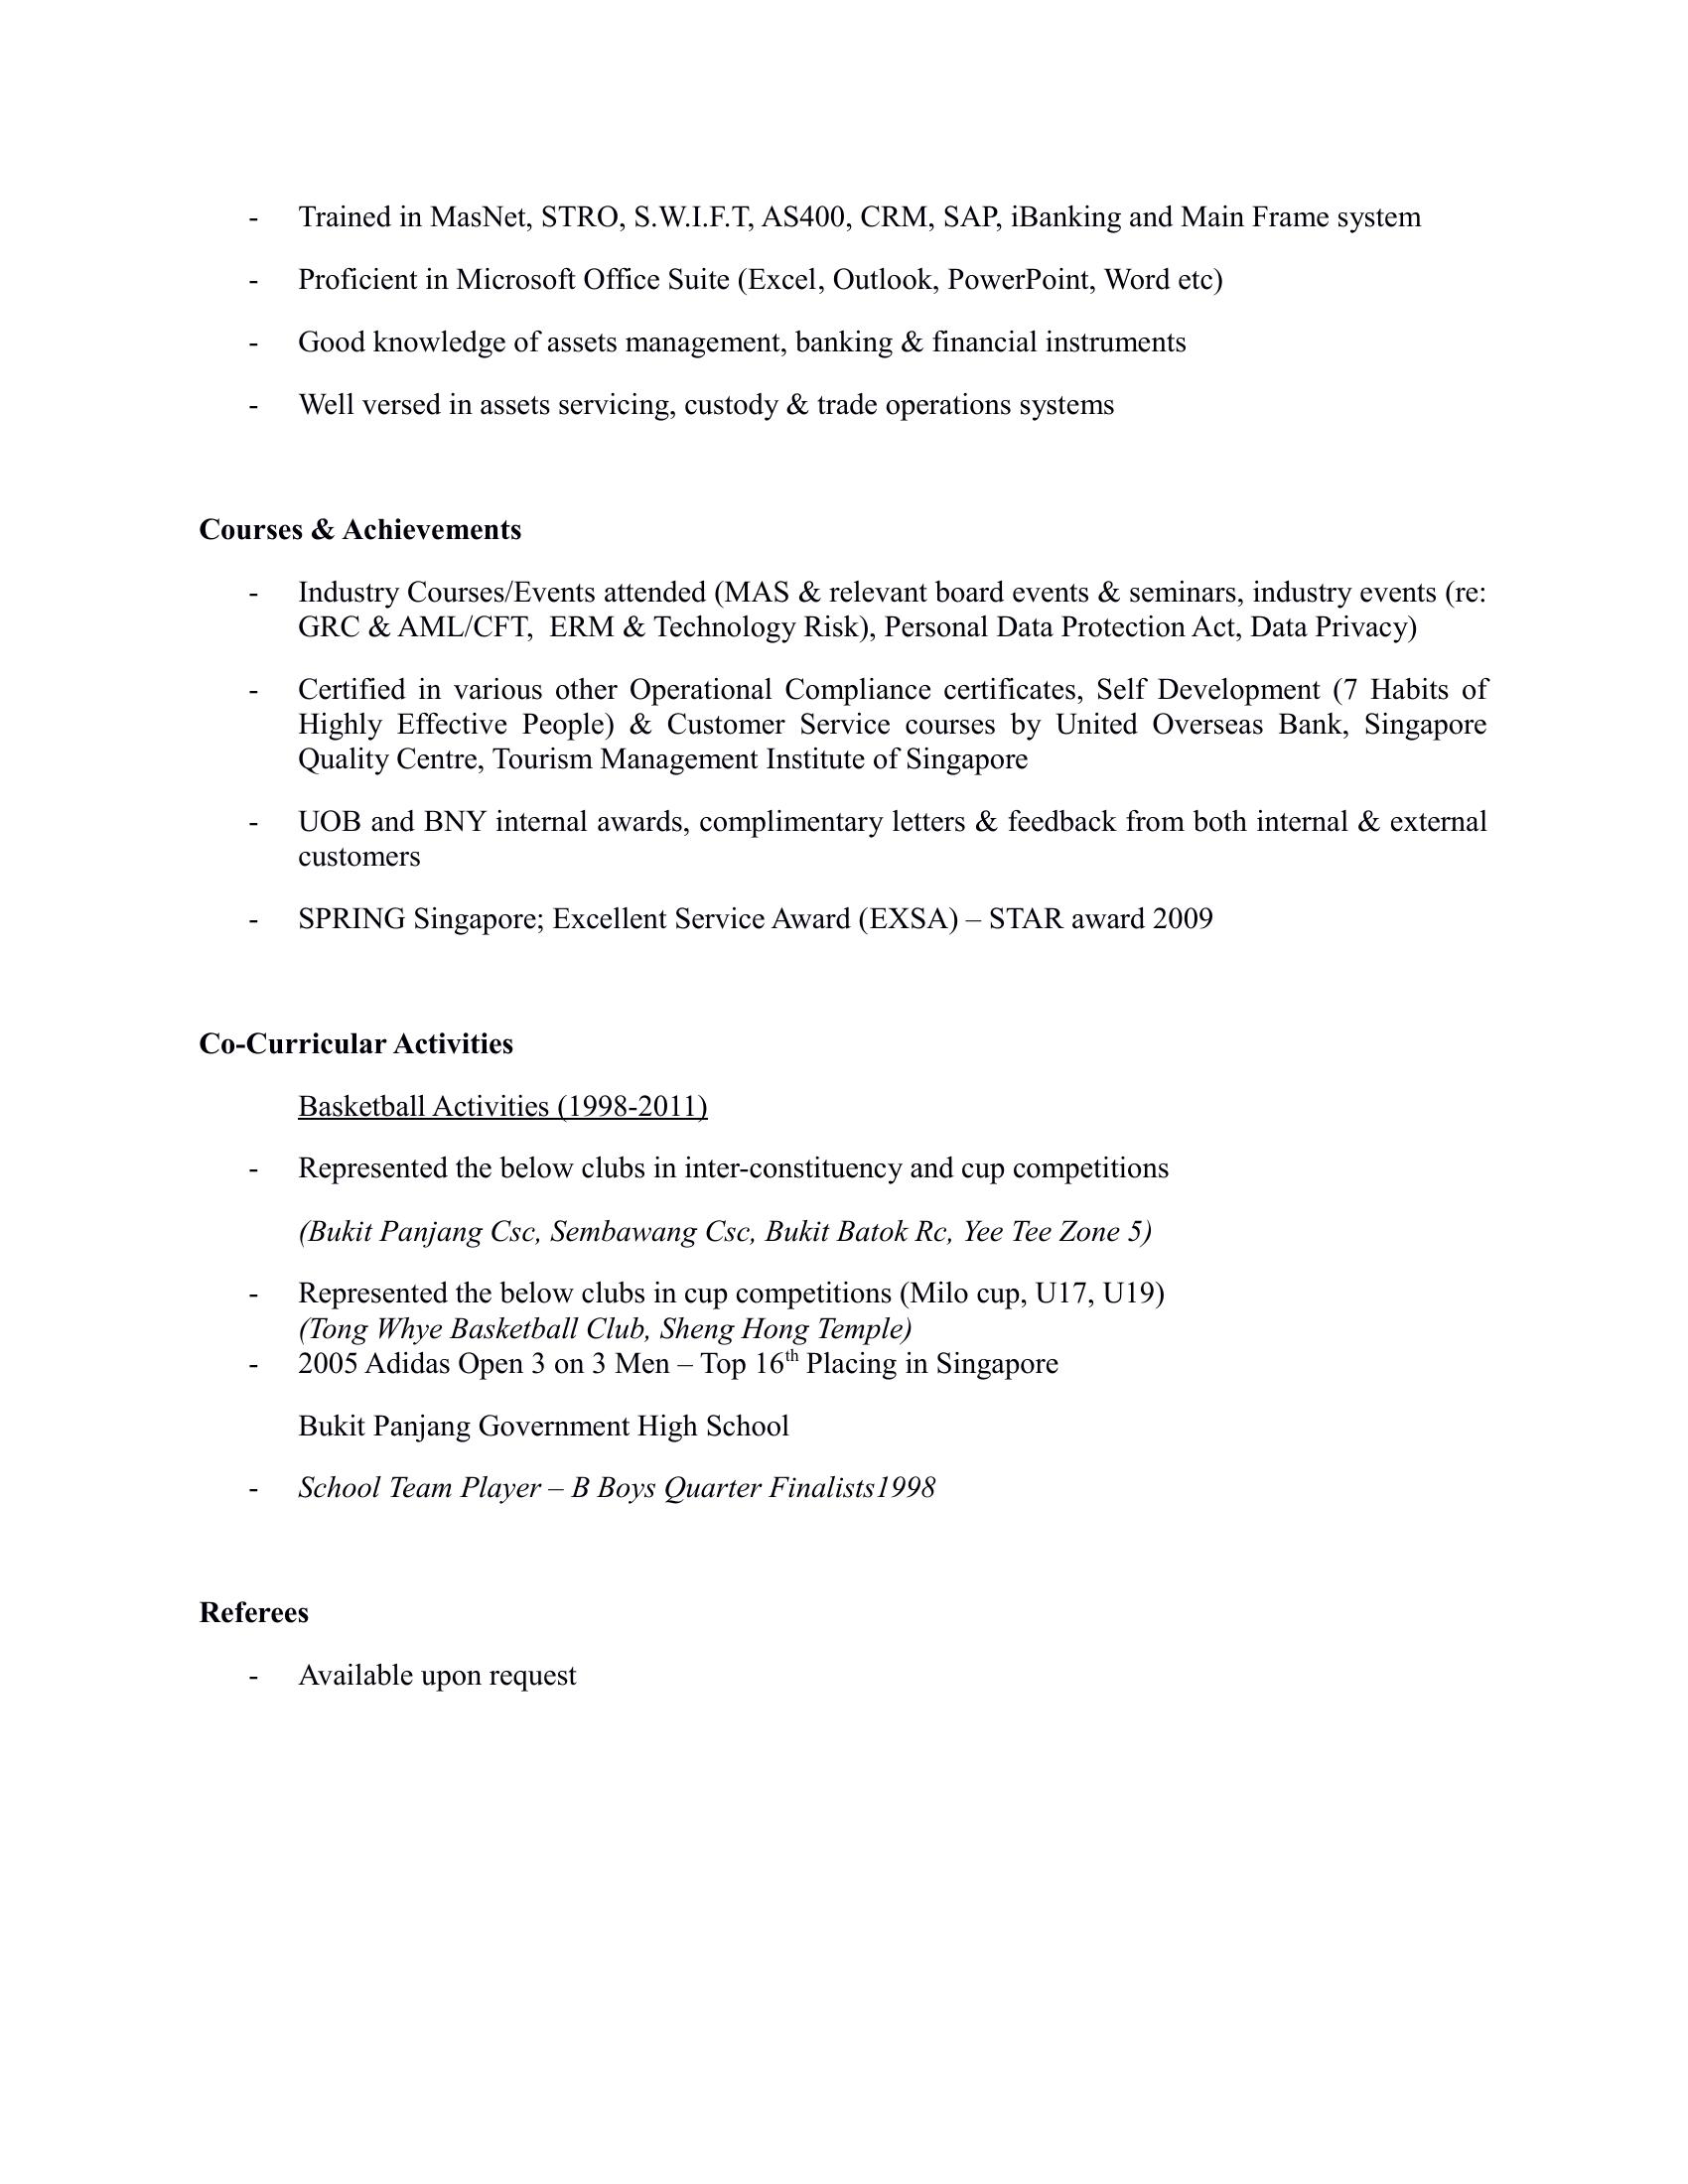 - Trained in MasNet, STRO, S.W.I.F.T, AS400, CRM, SAP, iBanking and Main Frame system
- Proficient in Microsoft Office Suite (Excel, Outlook, PowerPoint, Word etc)
- Good knowledge of assets management, banking & financial instruments
- Well versed in assets servicing, custody & trade operations systems
Courses & Achievements
- Industry Courses/Events attended (MAS & relevant board events & seminars, industry events (re:
GRC & AML/CFT,  ERM & Technology Risk), Personal Data Protection Act, Data Privacy)
- Certified in various other Operational Compliance certificates, Self Development (7 Habits of
Highly Effective People) & Customer Service courses by United Overseas Bank, Singapore
Quality Centre, Tourism Management Institute of Singapore
- UOB and BNY internal awards, complimentary letters & feedback from both internal & external
customers
- SPRING Singapore; Excellent Service Award (EXSA) – STAR award 2009
Co-Curricular Activities
Basketball Activities (1998-2011)
- Represented the below clubs in inter-constituency and cup competitions
(Bukit Panjang Csc, Sembawang Csc, Bukit Batok Rc, Yee Tee Zone 5)
- Represented the below clubs in cup competitions (Milo cup, U17, U19)
(Tong Whye Basketball Club, Sheng Hong Temple)
- 2005 Adidas Open 3 on 3 Men – Top 16th Placing in Singapore
Bukit Panjang Government High School
- School Team Player – B Boys Quarter Finalists1998
Referees
- Available upon request